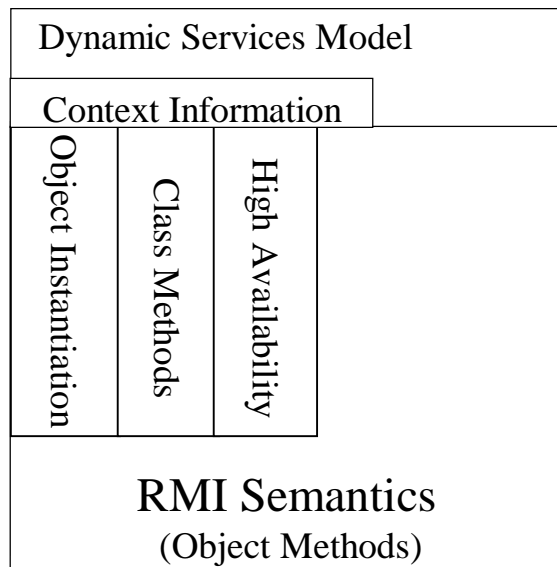 Dynamic Services Model
Context Information
Object Instantiation
Class Methods
High Availability
RMI Semantics
(Object Methods)